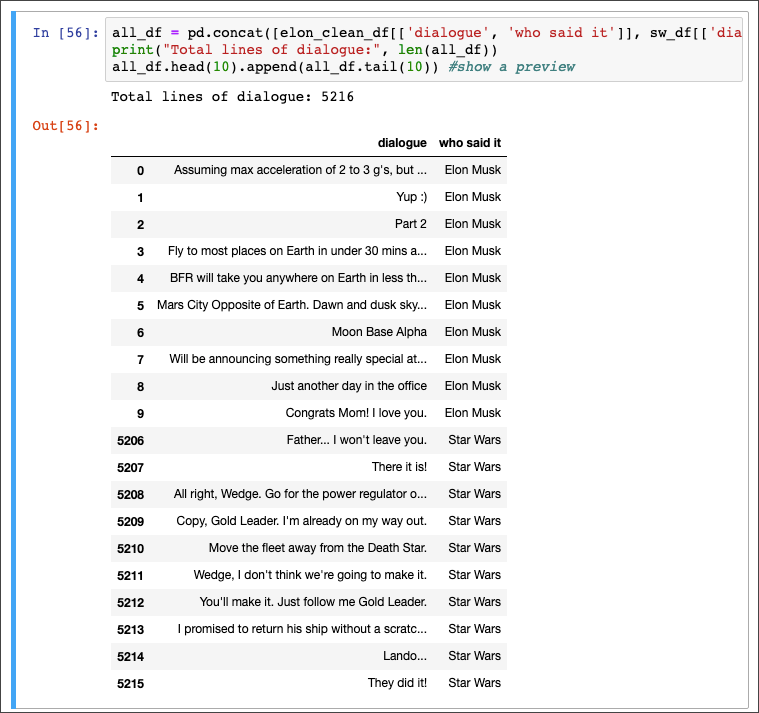 In [56]: all_df = pd.concat([elon_clean_df[['dialogue', 'who said it']], sw_df[['dia
print("Total lines of dialogue:", len(all_df))
all_df.head(10).append(all_df.tail(10)) #show a preview
Total lines of dialogue: 5216
Out[56]:
dialogue who said it
0 Assuming max acceleration of 2 to 3 g's, but ... Elon Musk
1 Yup :) Elon Musk
2 Part 2 Elon Musk
3 Fly to most places on Earth in under 30 mins a... Elon Musk
4 BFR will take you anywhere on Earth in less th... Elon Musk
5 Mars City Opposite of Earth. Dawn and dusk sky... Elon Musk
6 Moon Base Alpha Elon Musk
7 Will be announcing something really special at... Elon Musk
8 Just another day in the office Elon Musk
9 Congrats Mom! I love you. Elon Musk
5206 Father... I won't leave you. Star Wars
5207 There it is! Star Wars
5208 All right, Wedge. Go for the power regulator o... Star Wars
5209 Copy, Gold Leader. I'm already on my way out. Star Wars
5210 Move the fleet away from the Death Star. Star Wars
5211 Wedge, I don't think we're going to make it. Star Wars
5212 You'll make it. Just follow me Gold Leader. Star Wars
5213 I promised to return his ship without a scratc... Star Wars
5214 Lando... Star Wars
5215 They did it! Star Wars